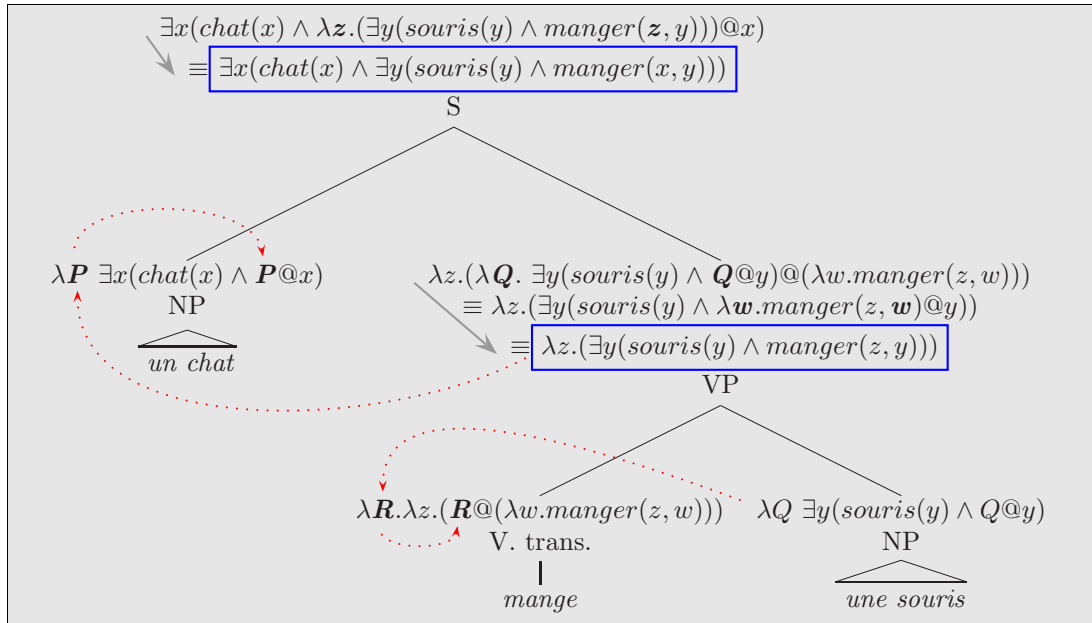 ∃x(chat(x) ∧ λz.(∃y(souris(y) ∧ manger(z, y)))@x)
≡ ∃x(chat(x) ∧ ∃y(souris(y) ∧ manger(x, y)))
S
λP ∃x(chat(x) ∧ P@x)
NP
un chat
λz.(λQ. ∃y(souris(y) ∧ Q@y)@(λw.manger(z, w)))
≡ λz.(∃y(souris(y) ∧ λw.manger(z, w)@y))
≡ λz.(∃y(souris(y) ∧ manger(z, y)))
VP
λR.λz.(R@(λw.manger(z, w)))
V. trans.
mange
λQ ∃y(souris(y) ∧ Q@y)
NP
une souris